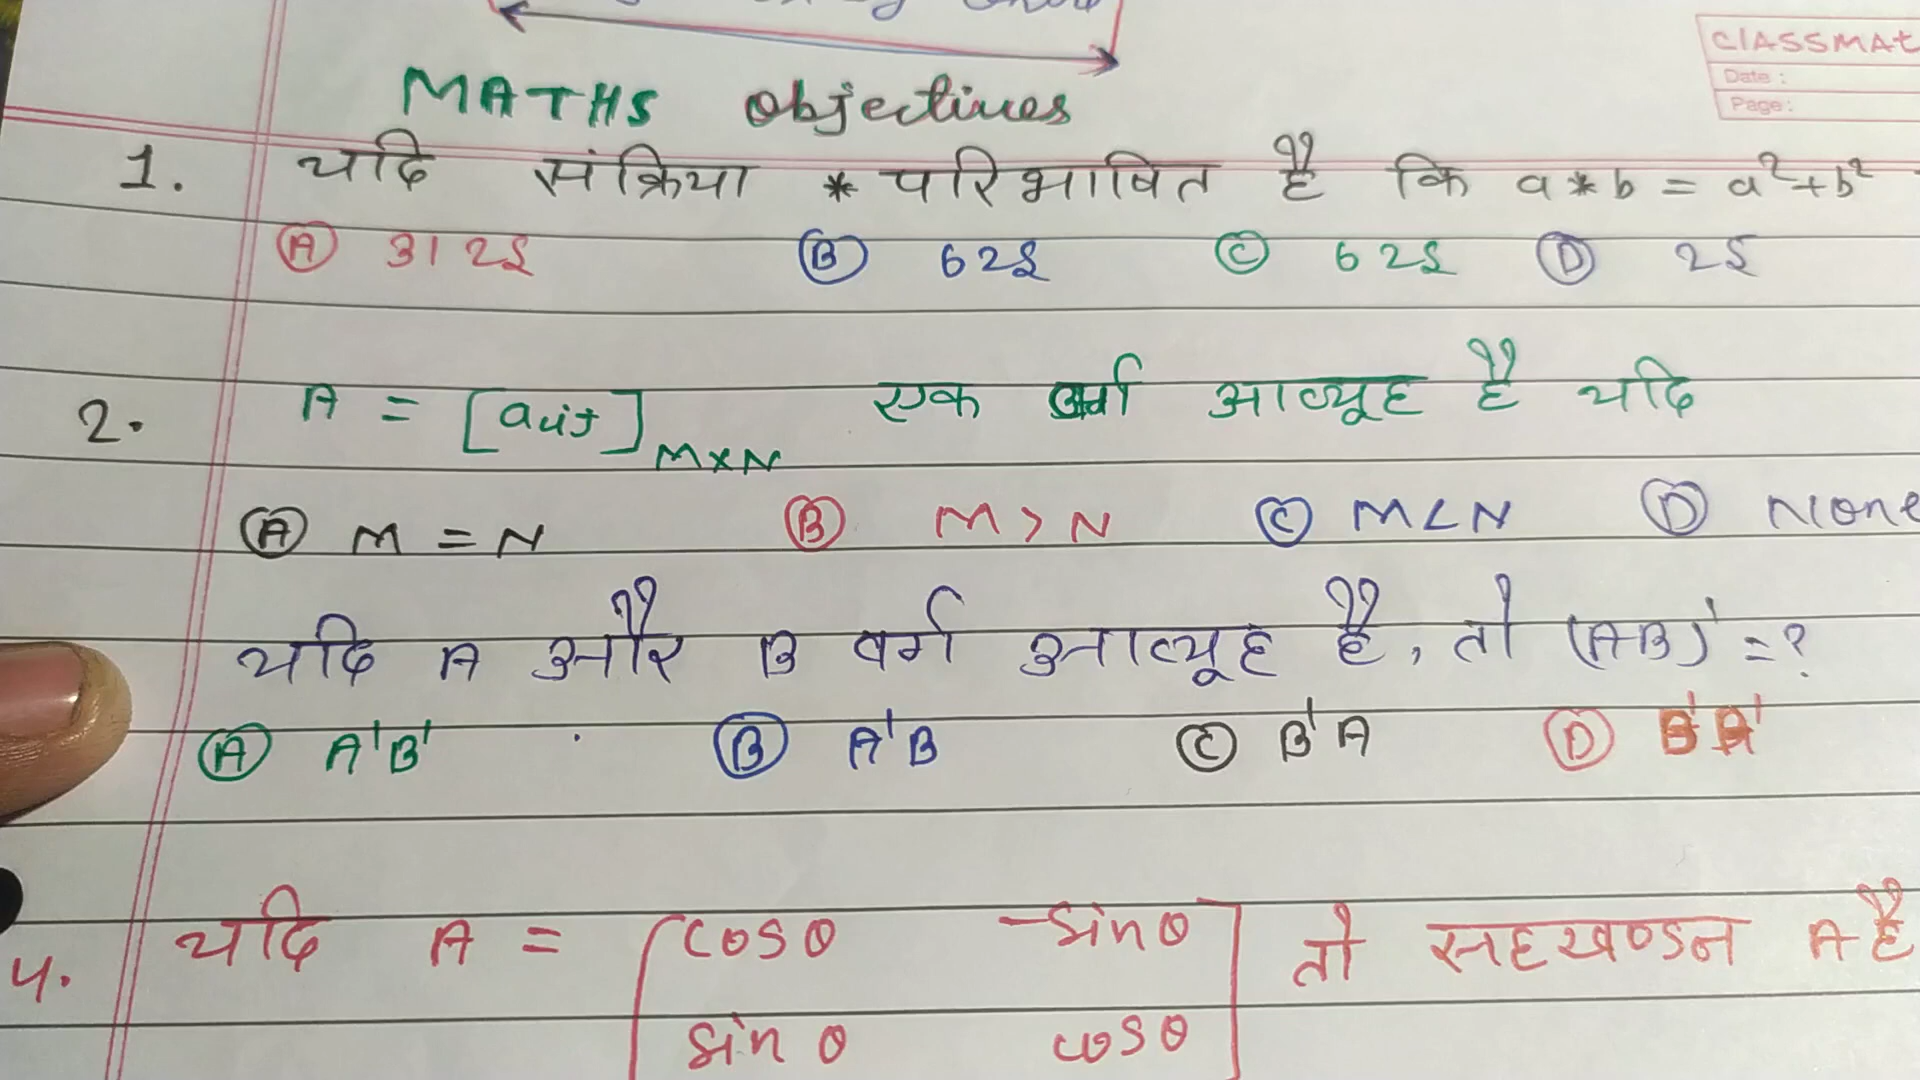 CLASSMAT
Date :
Page :
MATHS objectives
1. यदि संक्रिया * परिभाषित है कि a * b = a²+b²
Ⓐ 3125 Ⓑ 625 Ⓒ 625 Ⓓ 25
2. A = [aij]M×N एक वर्ग आव्यूह है यदि
Ⓐ M = N Ⓑ M > N Ⓒ M < N Ⓓ None
यदि A और B वर्ग आव्यूह है, तो (AB)' = ?
Ⓐ A'B' Ⓑ A'B Ⓒ B'A Ⓓ B'A'
4. यदि A = [cosθ -sinθ] तो सहखण्डन A है
sinθ cosθ